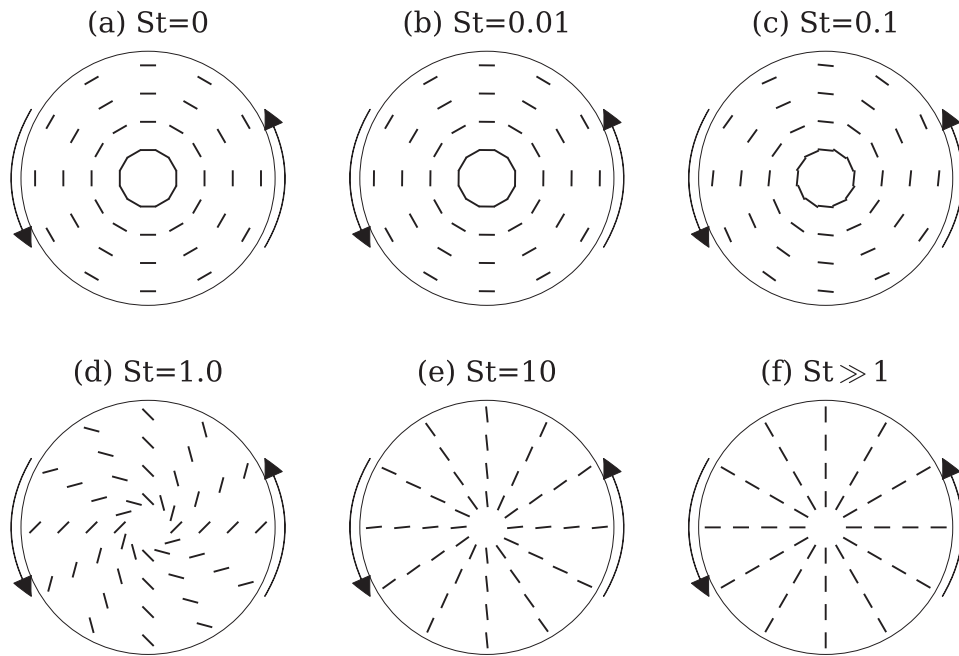 (a) St=0
(b) St=0.01
(c) St=0.1
(d) St=1.0
(e) St=10
(f) St≫1